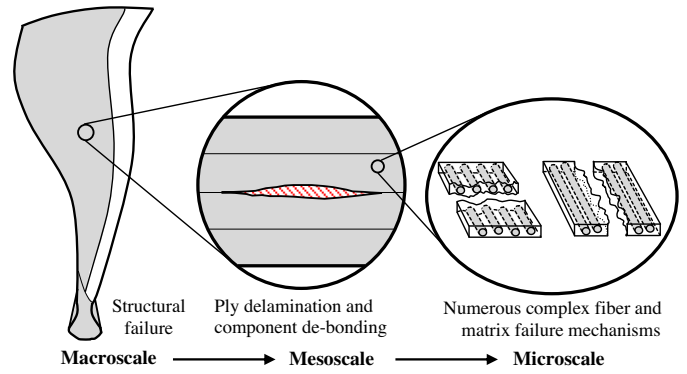 Structural
failure
Ply delamination and
component de-bonding
Numerous complex fiber and
matrix failure mechanisms
Macroscale
Mesoscale
Microscale